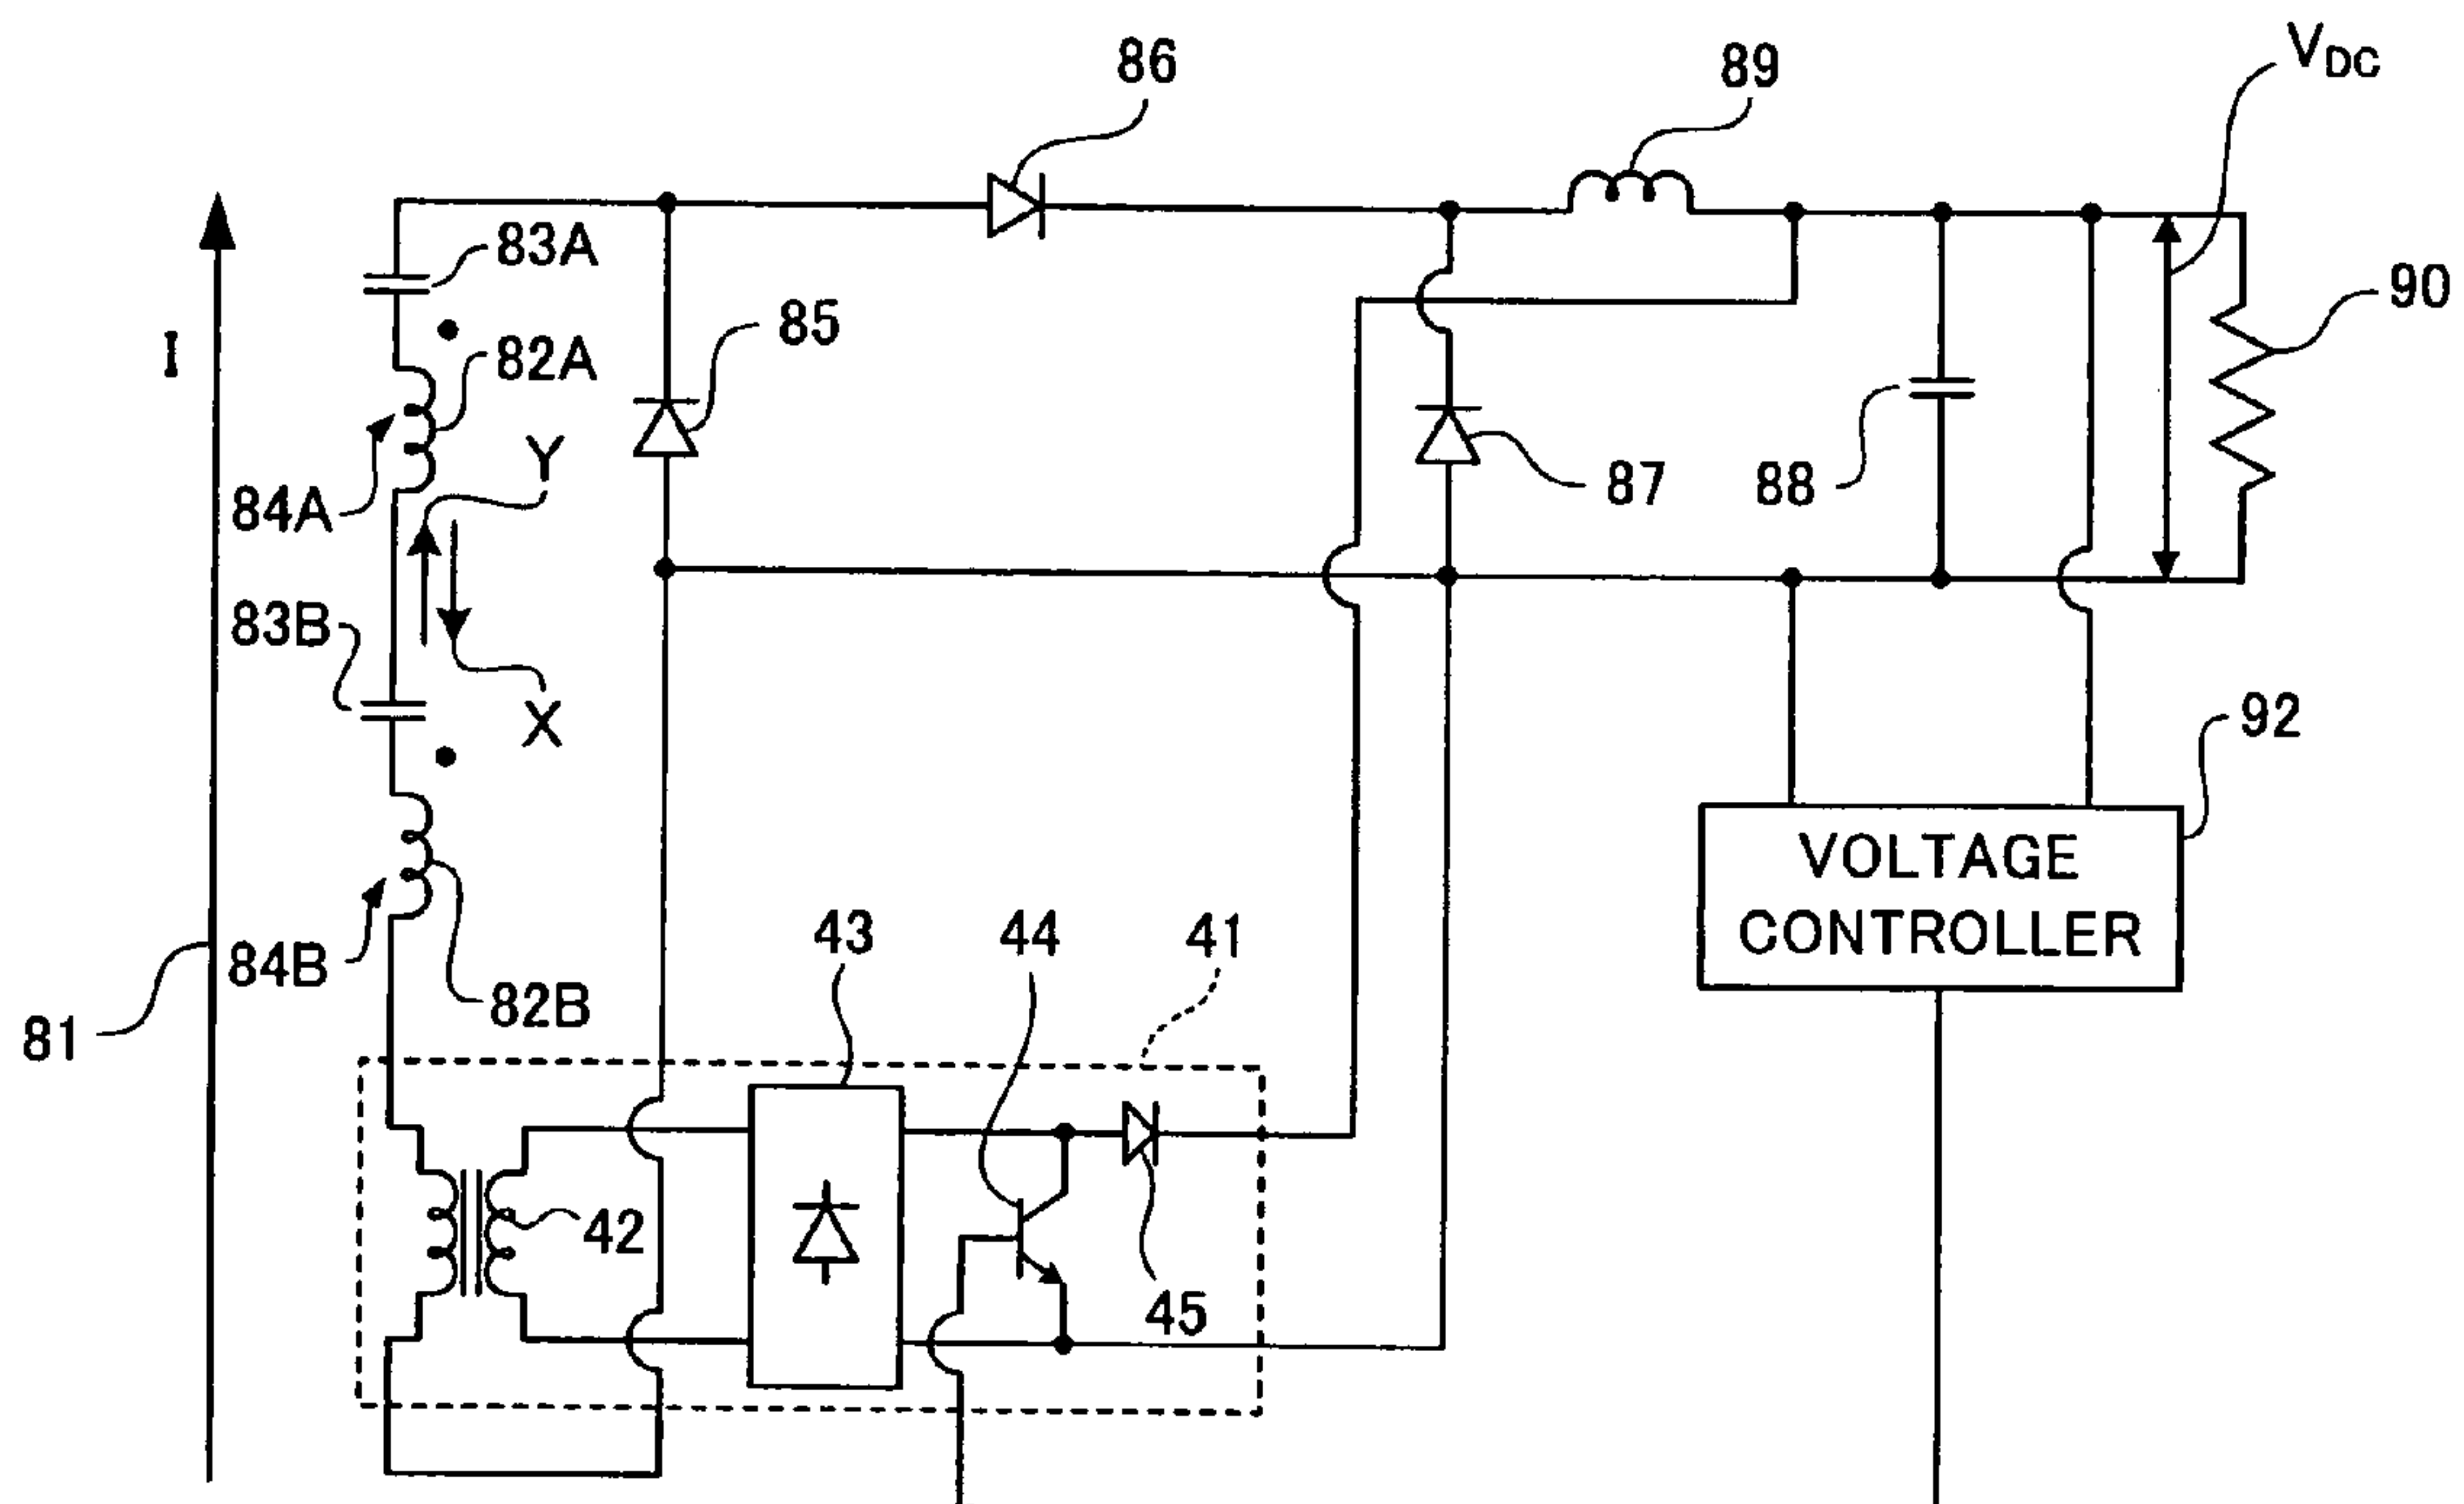 86
89
VDC
83A
82A
85
90
I
Y
84A
87
88
83B
X
92
VOLTAGE
CONTROLLER
43
44
41
84B
82B
81
42
45